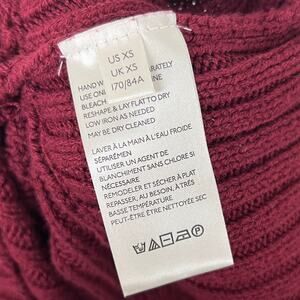 US XS
UK XS
170/84A
HAND W RATELY
USE ONL INE
BLEACH
RESHAPE & LAY FLAT TO DRY
LOW IRON AS NEEDED
MAY BE DRY CLEANED
LAVER À LA MAIN À L'EAU FROIDE
SÉPARÉMEN
UTILISER UN AGENT DE
BLANCHIMENT SANS CHLORE SI
NÉCESSAIRE
REMODELER ET SÉCHER À PLAT
REPASSER, AU BESOIN, À TRÈS
BASSE TEMPÉRATURE
PEUT-ÊTRE ÊTRE NETTOYÉE SEC